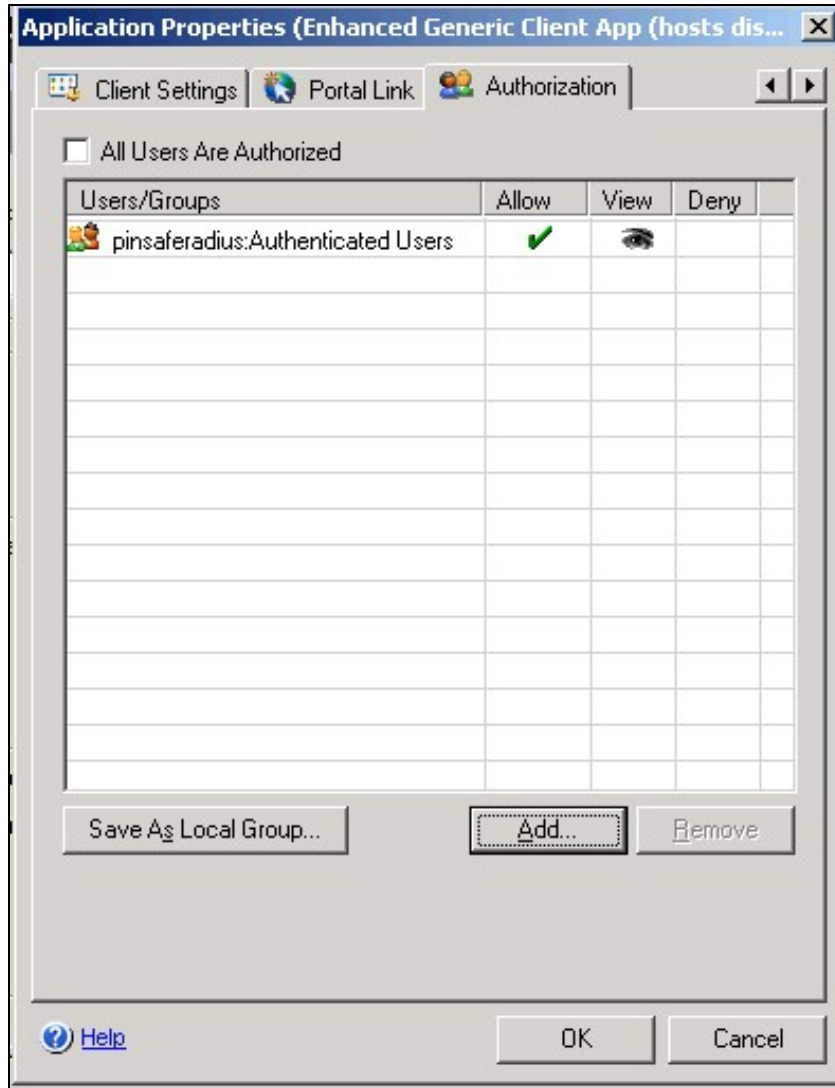 Application Properties (Enhanced Generic Client App (hosts dis...
Client Settings Portal Link Authorization
All Users Are Authorized
Users/Groups Allow View Deny
pinsaferadius:Authenticated Users
Save As Local Group... Add... Remove
Help OK Cancel